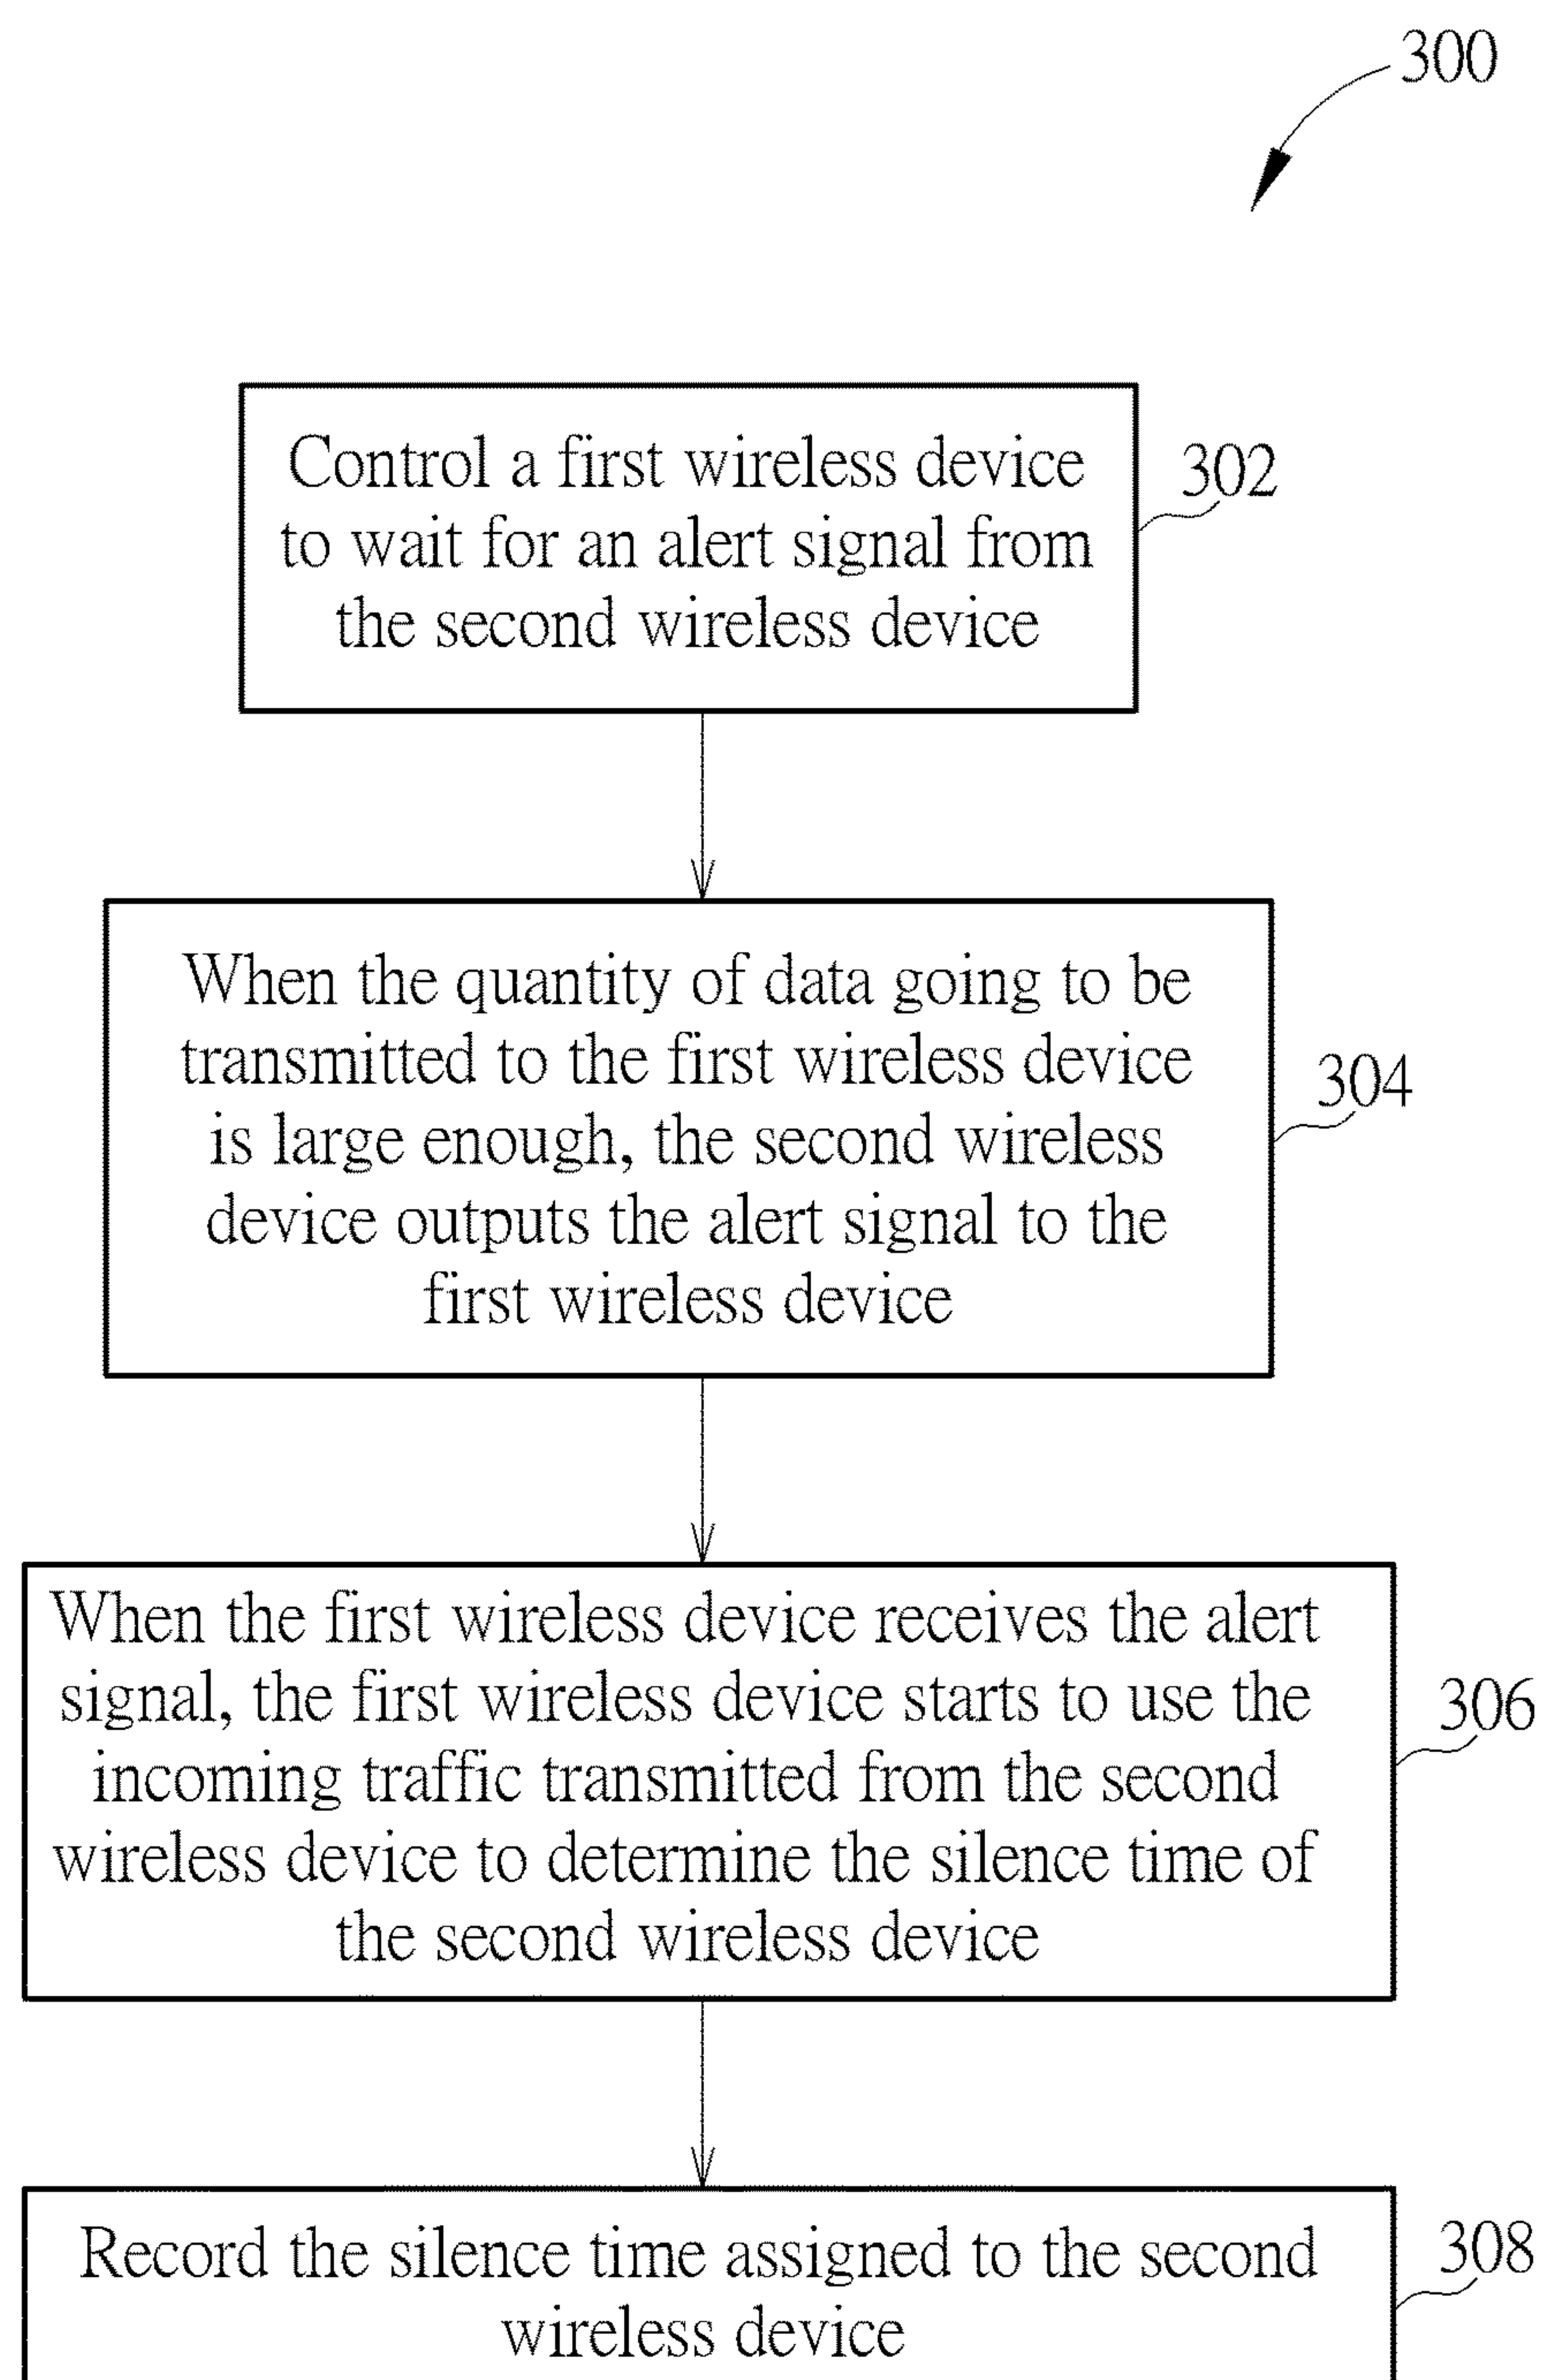 300
Control a first wireless device
to wait for an alert signal from
the second wireless device
302
When the quantity of data going to be
transmitted to the first wireless device
is large enough, the second wireless
device outputs the alert signal to the
first wireless device
304
When the first wireless device receives the alert
signal, the first wireless device starts to use the
incoming traffic transmitted from the second
wireless device to determine the silence time of
the second wireless device
306
Record the silence time assigned to the second
wireless device
308